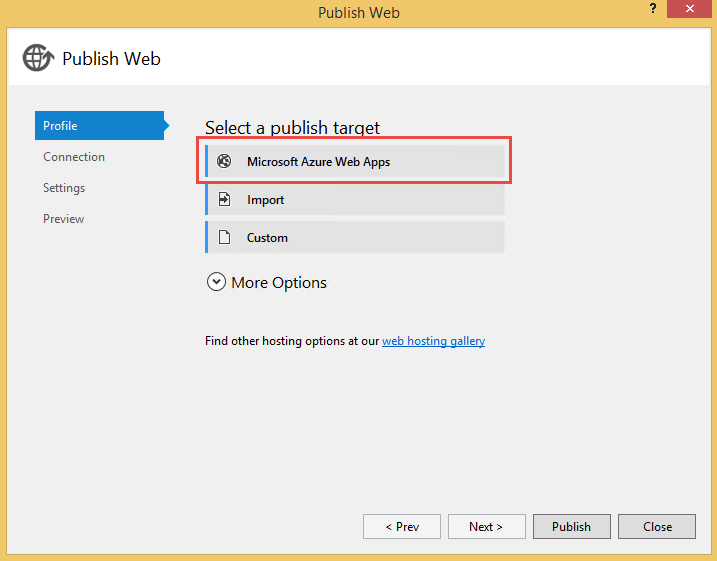 Publish Web
?
Publish Web
Profile
Connection
Settings
Preview
Select a publish target
Microsoft Azure Web Apps
Import
Custom
More Options
Find other hosting options at our web hosting gallery
< Prev
Next >
Publish
Close